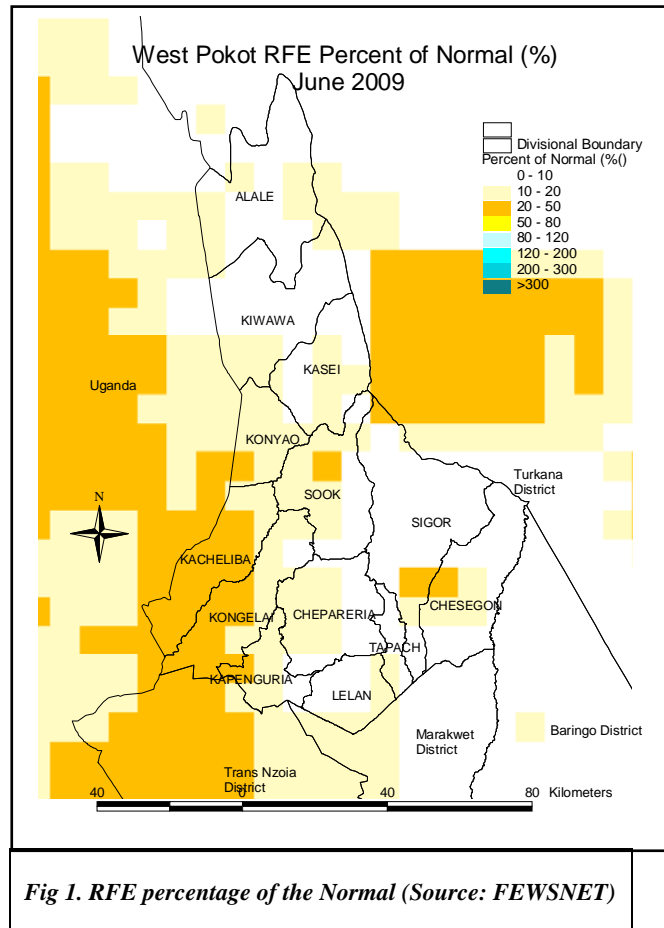 West Pokot RFE Percent of Normal (%)
June 2009
Divisional Boundary
Percent of Normal (%()
0 - 10
10 - 20
20 - 50
50 - 80
80 - 120
120 - 200
200 - 300
>300
ALALE
KIWAWA
KASEI
Uganda
KONYAO
SOOK
Turkana
District
N
SIGOR
KACHELIBA
KONGELAI
CHEPARERIA
CHESEGON
TAPACH
KAPENGURIA
LELAN
Marakwet
District
Baringo District
Trans Nzoia
District
40 0 40 80 Kilometers
Fig 1. RFE percentage of the Normal (Source: FEWSNET)